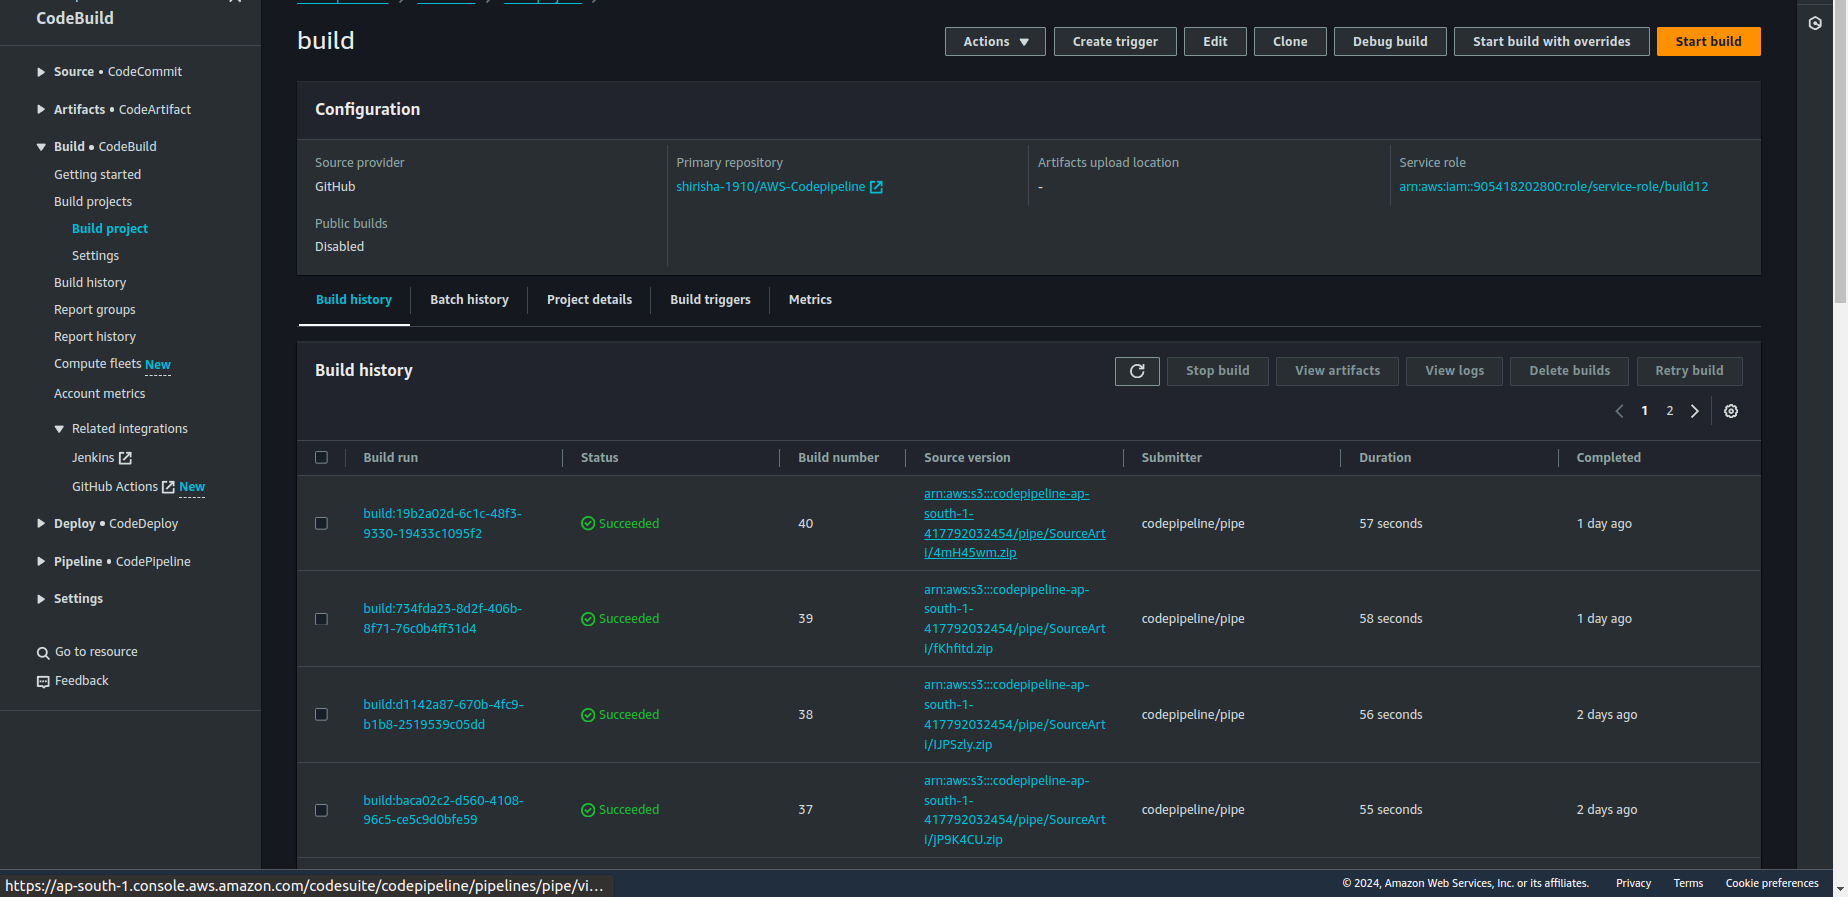 CodeBuild
Source • CodeCommit
Artifacts • CodeArtifact
Build • CodeBuild
Getting started
Build projects
Build project
Settings
Build history
Report groups
Report history
Compute fleets New
Account metrics
Related integrations
Jenkins
GitHub Actions New
Deploy • CodeDeploy
Pipeline • CodePipeline
Settings
Go to resource
Feedback
build
Actions
Create trigger
Edit
Clone
Debug build
Start build with overrides
Start build
Configuration
Source provider
GitHub
Primary repository
shirisha-1910/AWS-Codepipeline
Artifacts upload location
-
Service role
arn:aws:iam::905418202800:role/service-role/build12
Public builds
Disabled
Build history
Batch history
Project details
Build triggers
Metrics
Build history
Stop build
View artifacts
View logs
Delete builds
Retry build
1 2
Build run Status Build number Source version Submitter Duration Completed
build:19b2a02d-6c1c-48f3-
9330-19433c1095f2
Succeeded
40
arn:aws:s3:::codepipeline-ap-
south-1-
417792032454/pipe/SourceArt
i/4mH45wm.zip
codepipeline/pipe
57 seconds
1 day ago
build:734fda23-8d2f-406b-
8f71-76c0b4ff31d4
Succeeded
39
arn:aws:s3:::codepipeline-ap-
south-1-
417792032454/pipe/SourceArt
i/fKhfitd.zip
codepipeline/pipe
58 seconds
1 day ago
build:d1142a87-670b-4fc9-
b1b8-2519539c05dd
Succeeded
38
arn:aws:s3:::codepipeline-ap-
south-1-
417792032454/pipe/SourceArt
i/IJPSzly.zip
codepipeline/pipe
56 seconds
2 days ago
build:baca02c2-d560-4108-
96c5-ce5c9d0bfe59
Succeeded
37
arn:aws:s3:::codepipeline-ap-
south-1-
417792032454/pipe/SourceArt
i/jP9K4CU.zip
codepipeline/pipe
55 seconds
2 days ago
https://ap-south-1.console.aws.amazon.com/codesuite/codepipeline/pipelines/pipe/vi...
© 2024, Amazon Web Services, Inc. or its affiliates.
Privacy
Terms
Cookie preferences